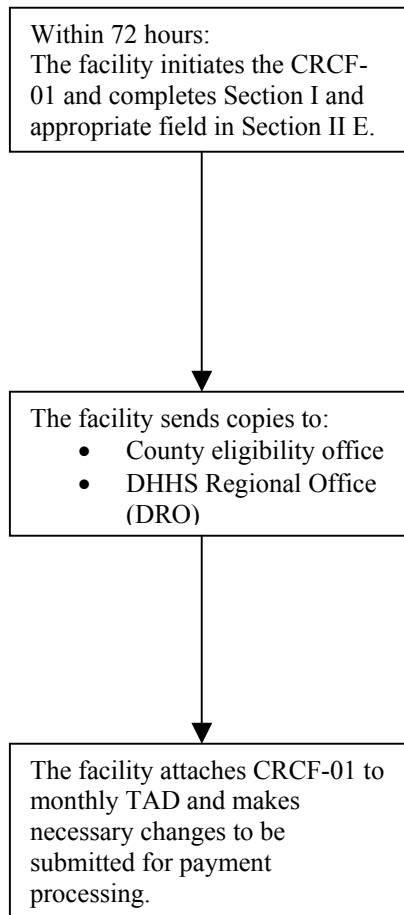 Within 72 hours:
The facility initiates the CRCF-
01 and completes Section I and
appropriate field in Section II E.
The facility sends copies to:
• County eligibility office
• DHHS Regional Office
(DRO)
The facility attaches CRCF-01 to
monthly TAD and makes
necessary changes to be
submitted for payment
processing.